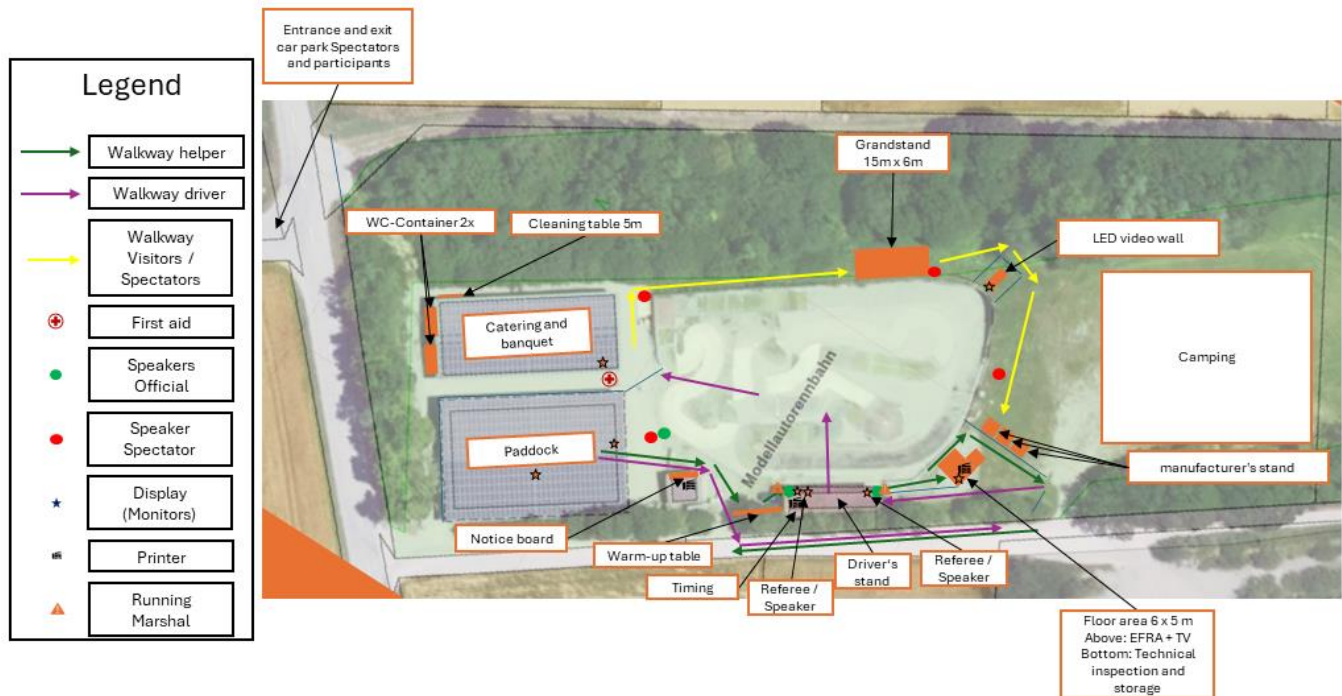 Entrance and exit
car park Spectators
and participants
Legend
Walkway helper
Walkway driver
Walkway
Visitors /
Spectators
First aid
Speakers
Official
Speaker
Spectator
Display
(Monitors)
Printer
Running
Marshal
Grandstand
15m x 6m
WC-Container 2x
Cleaning table 5m
LED video wall
Catering and
banquet
Camping
Modellautorennbahn
Paddock
manufacturer's stand
Notice board
Warm-up table
Timing
Referee /
Speaker
Driver's
stand
Referee /
Speaker
Floor area 6 x 5 m
Above: EFRA + TV
Bottom: Technical
inspection and
storage